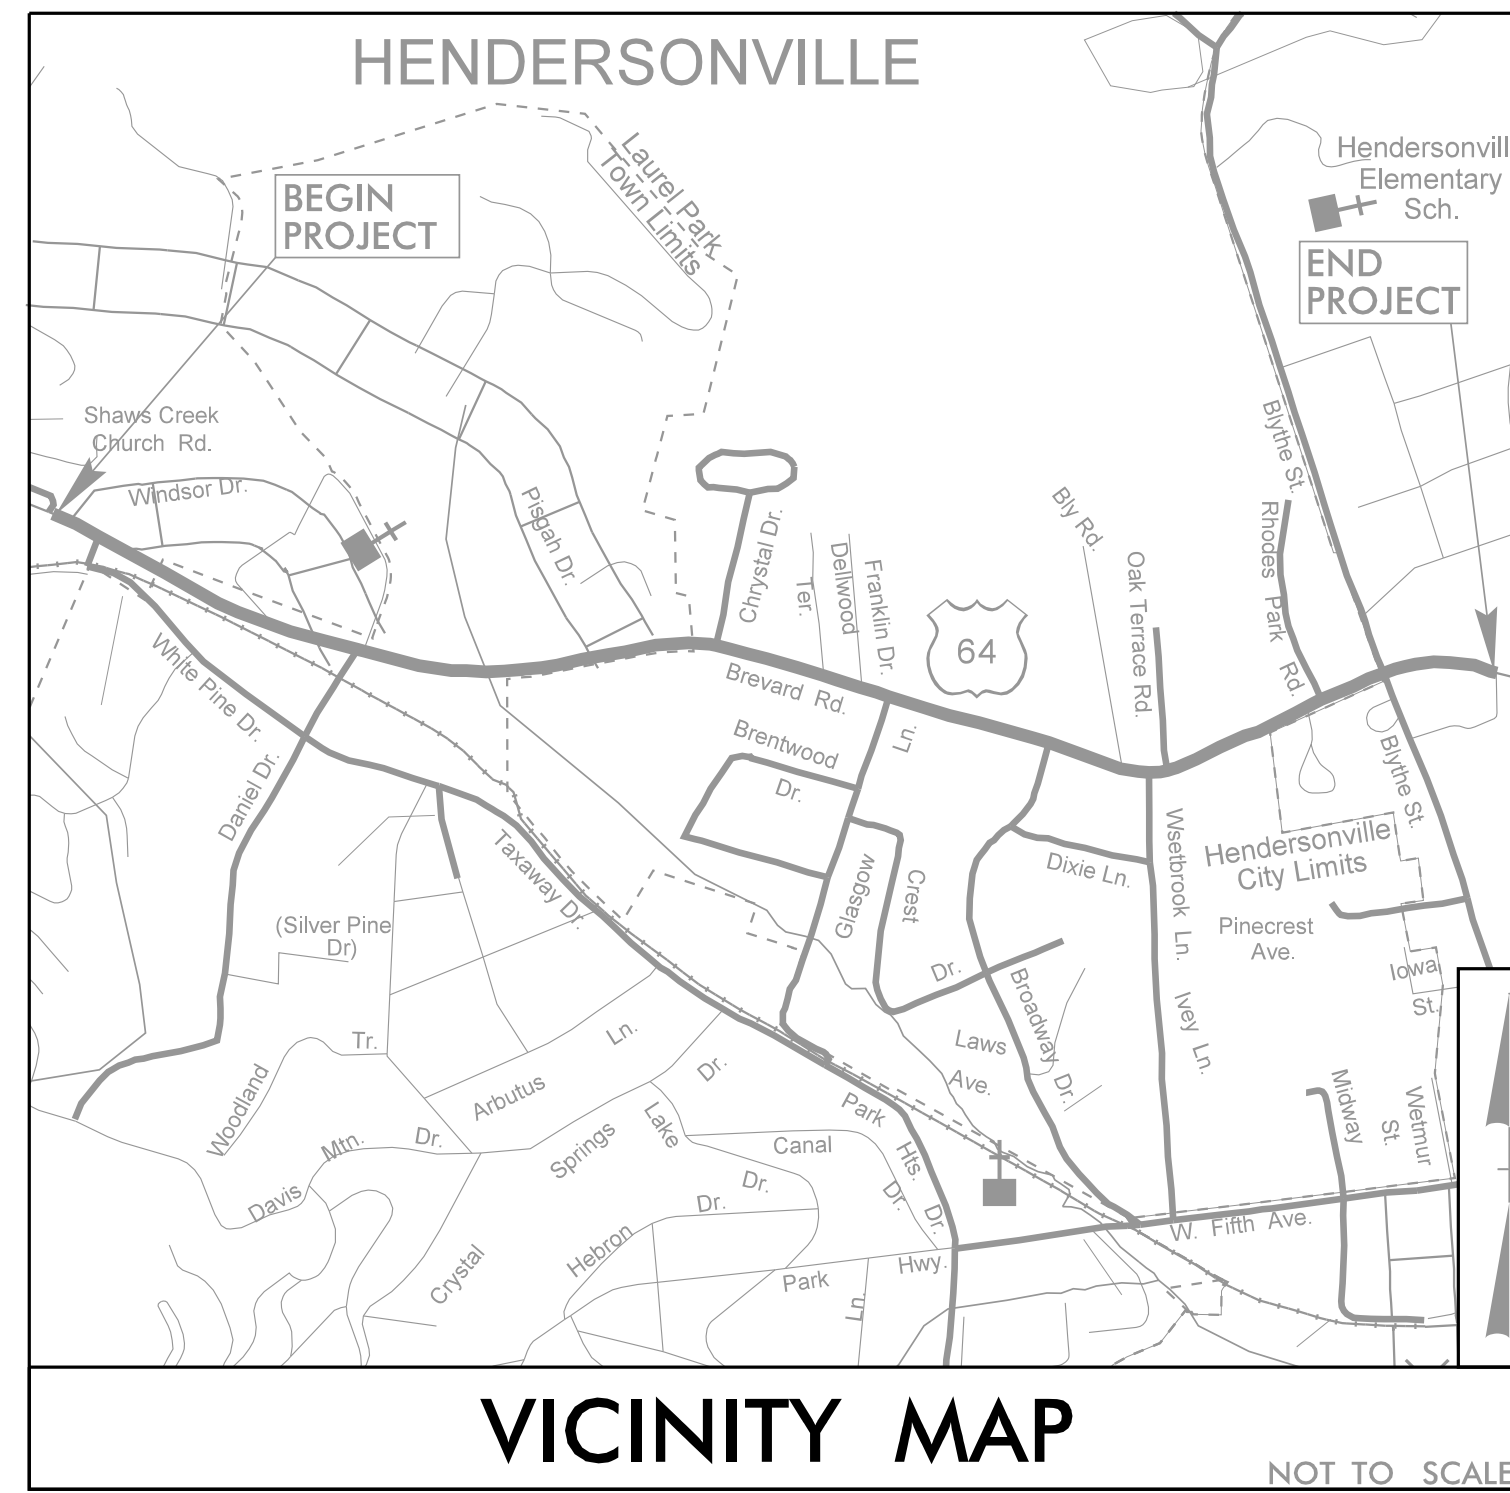 HENDERSONVILLE
Laurel Park
Town Limits
BEGIN
PROJECT
Hendersonvill
Elementary
Sch.
END
PROJECT
Shaws Creek
Church Rd.
Windsor Dr.
Pisgah Dr.
Chrystal Dr.
Ter.
Dellwood
Franklin Dr.
64
Bly Rd.
Oak Terrace Rd.
Rhodes Park Rd.
Blythe St.
White Pine Dr.
Daniel Dr.
Brevard Rd.
Brentwood
Dr.
Ln.
Blythe St.
Taxaway Dr.
Glasgow
Crest
Dr.
Dixie Ln.
Wsetbrook Ln.
Hendersonville
City Limits
Pinecrest
Ave.
Iowa
St.
(Silver Pine
Dr)
Ivey Ln.
Broadway Dr.
Laws
Ave.
Woodland
Tr.
Arbutus
Ln.
Davis
Mtn.
Dr.
Springs
Dr.
Lake
Canal
Dr.
Park
Hts.
Dr.
Midway
St.
Wetmur
Crystal
Hebron
Dr.
Dr.
Park
Hwy.
Ln.
W. Fifth Ave.
VICINITY MAP
NOT TO SCALE